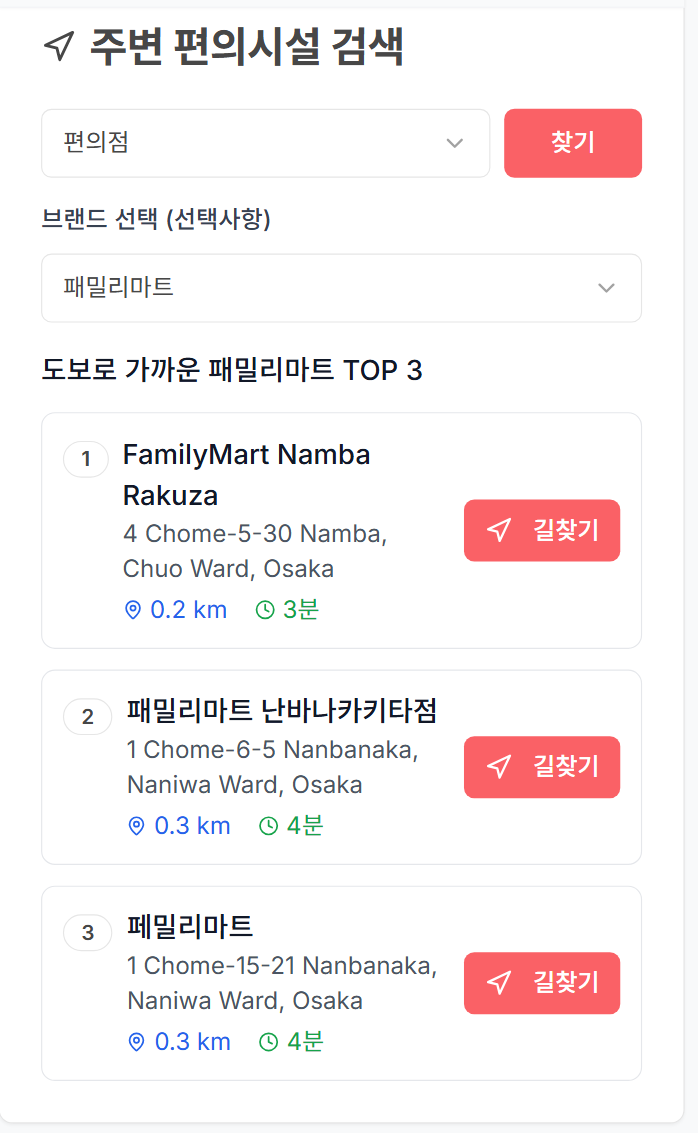 주변 편의시설 검색
편의점
찾기
브랜드 선택 (선택사항)
패밀리마트
도보로 가까운 패밀리마트 TOP 3
1
FamilyMart Namba
Rakuza
4 Chome-5-30 Namba,
Chuo Ward, Osaka
0.2 km 3분
길찾기
2
패밀리마트 난바나카키타점
1 Chome-6-5 Nanbanaka,
Naniwa Ward, Osaka
0.3 km 4분
길찾기
3
페밀리마트
1 Chome-15-21 Nanbanaka,
Naniwa Ward, Osaka
0.3 km 4분
길찾기